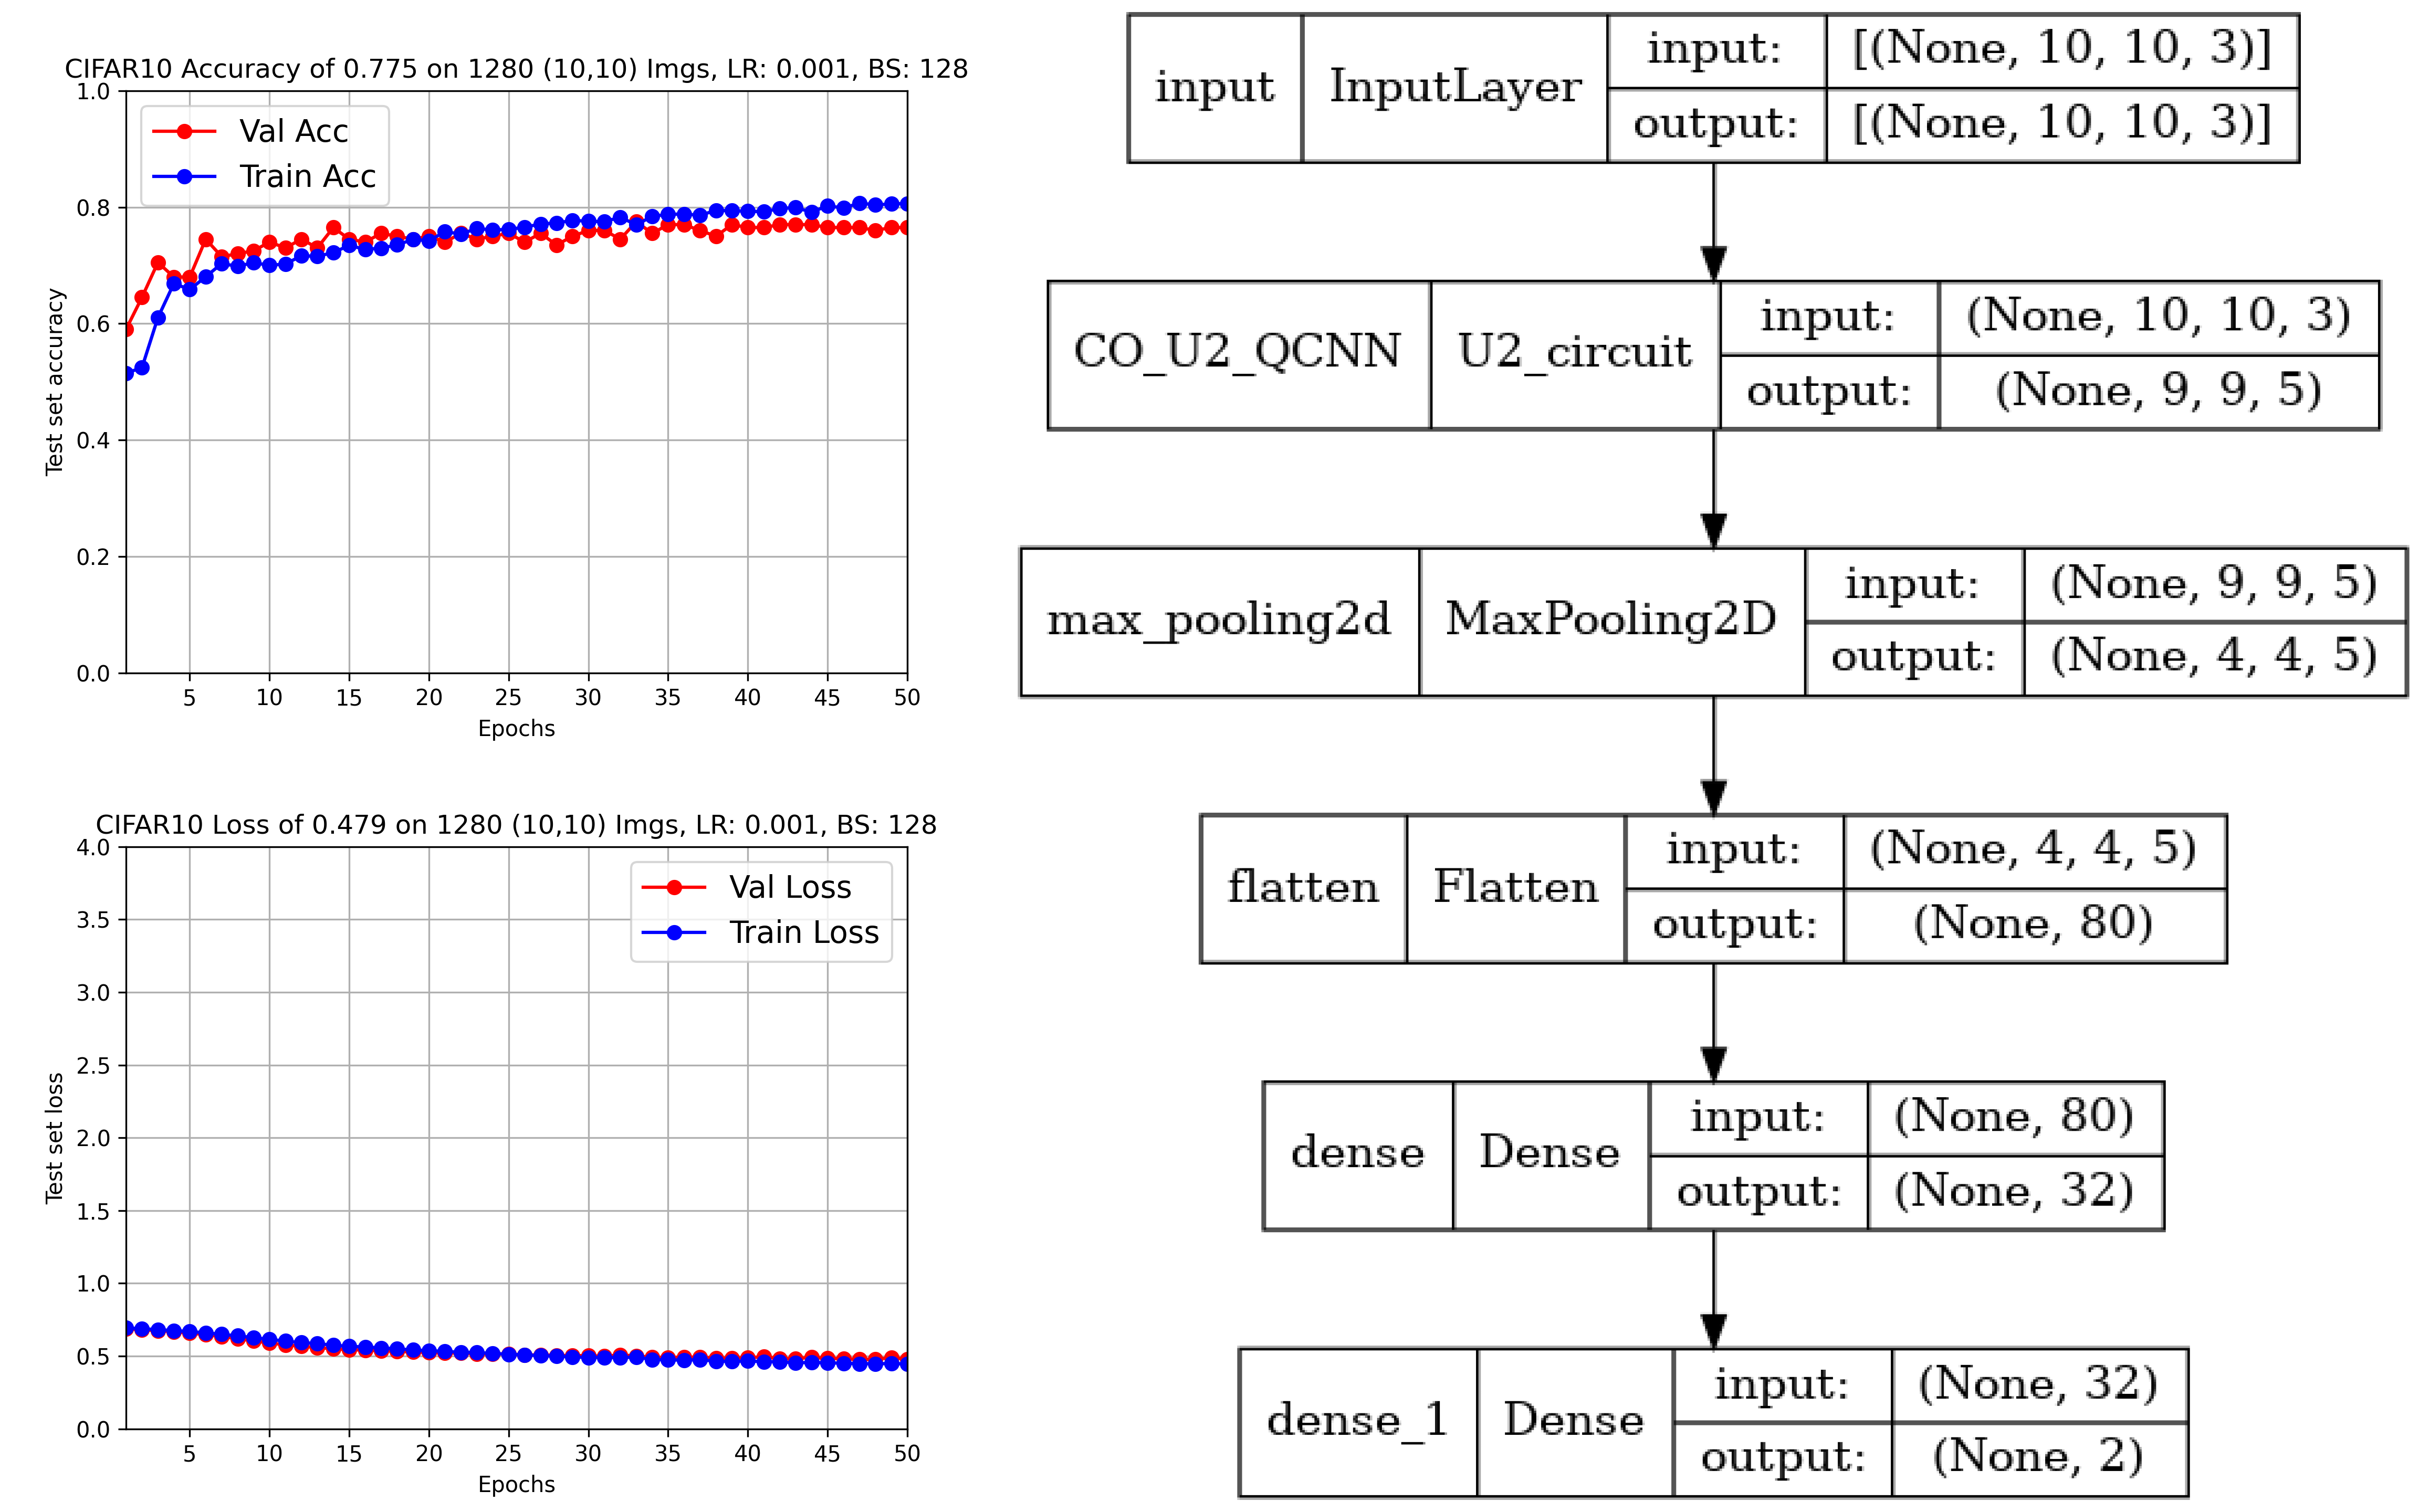 CIFAR10 Accuracy of 0.775 on 1280 (10,10) Imgs, LR: 0.001, BS: 128
Val Acc
Train Acc
1.0
0.8
0.6
0.4
0.2
0.0
Test set accuracy
5 10 15 20 25 30 35 40 45 50
Epochs
CIFAR10 Loss of 0.479 on 1280 (10,10) Imgs, LR: 0.001, BS: 128
Val Loss
Train Loss
4.0
3.5
3.0
2.5
2.0
1.5
1.0
0.5
0.0
Test set loss
5 10 15 20 25 30 35 40 45 50
Epochs
input InputLayer
input: [(None, 10, 10, 3)]
output: [(None, 10, 10, 3)]
CO_U2_QCNN U2_circuit
input: (None, 10, 10, 3)
output: (None, 9, 9, 5)
max_pooling2d MaxPooling2D
input: (None, 9, 9, 5)
output: (None, 4, 4, 5)
flatten Flatten
input: (None, 4, 4, 5)
output: (None, 80)
dense Dense
input: (None, 80)
output: (None, 32)
dense_1 Dense
input: (None, 32)
output: (None, 2)